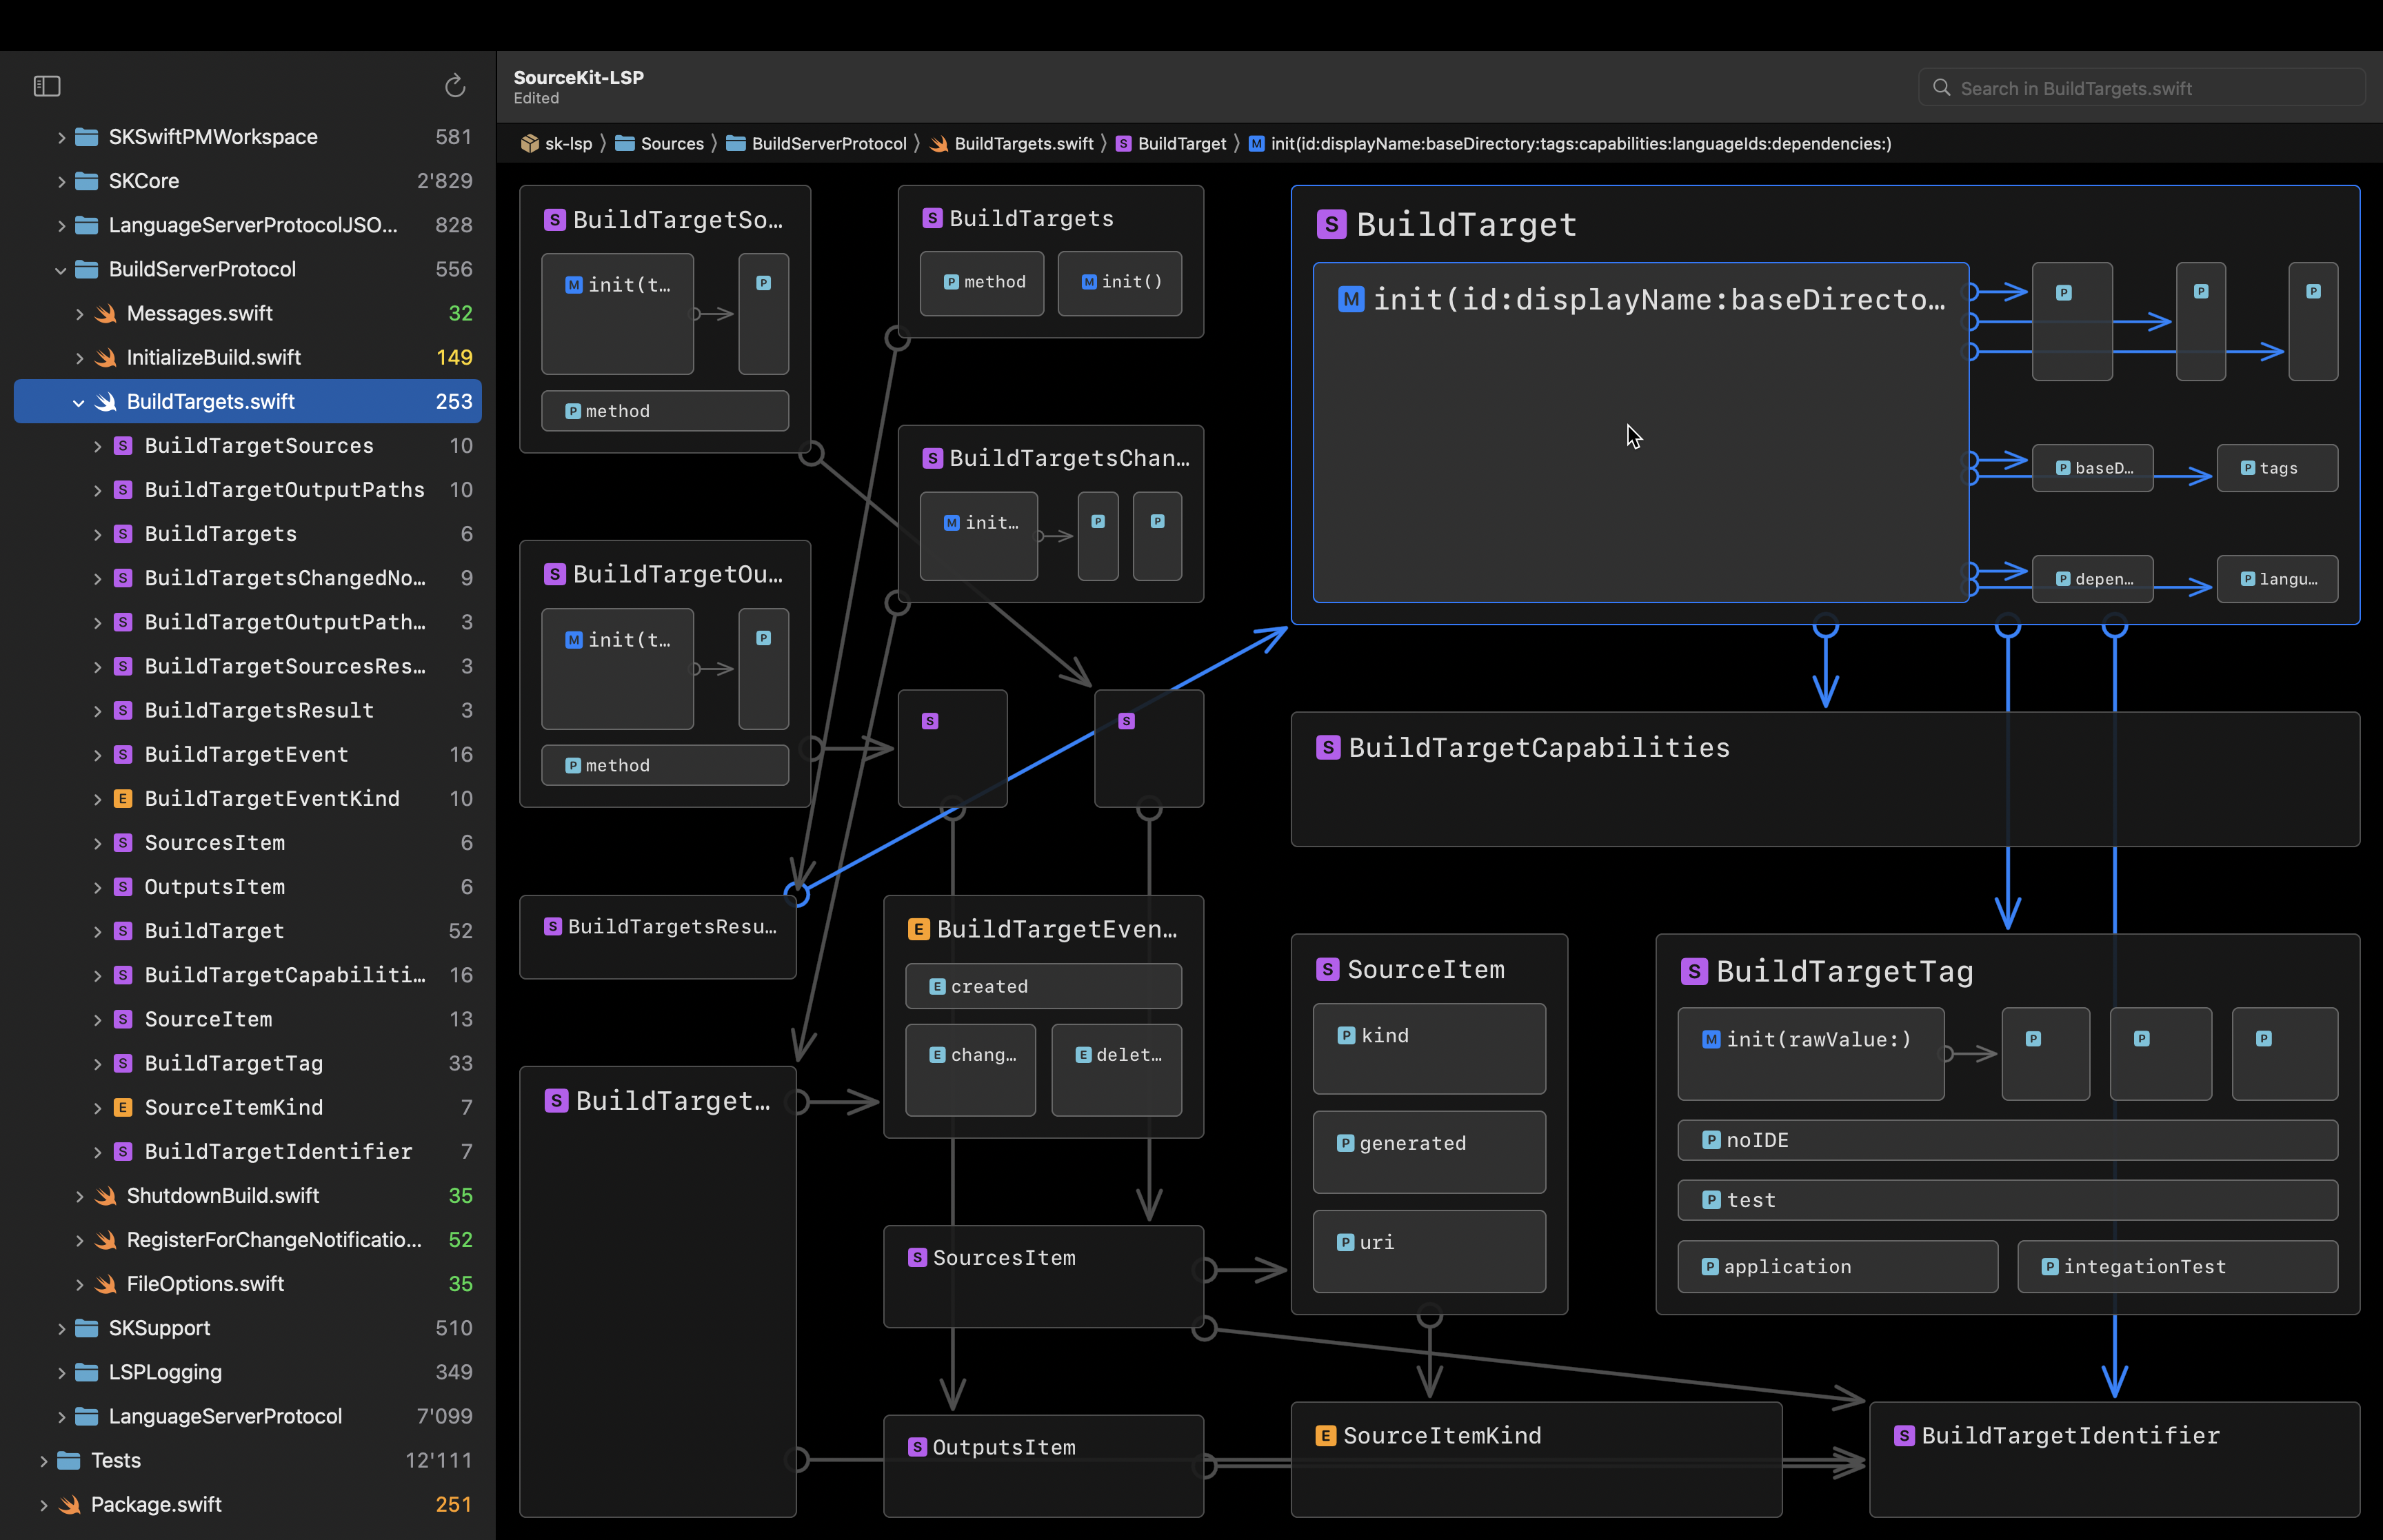 SourceKit-LSP
Edited
Search in BuildTargets.swift
sk-lsp
Sources
BuildServerProtocol
BuildTargets.swift
S BuildTarget
M init(id:displayName:baseDirectory:tags:capabilities:languageIds:dependencies:)
SKSwiftPMWorkspace 581
SKCore 2'829
LanguageServerProtocolJSO... 828
BuildServerProtocol 556
Messages.swift 32
InitializeBuild.swift 149
BuildTargets.swift 253
S BuildTargetSources 10
S BuildTargetOutputPaths 10
S BuildTargets 6
S BuildTargetsChangedNo... 9
S BuildTargetOutputPath... 3
S BuildTargetSourcesRes... 3
S BuildTargetsResult 3
S BuildTargetEvent 16
E BuildTargetEventKind 10
S SourcesItem 6
S OutputsItem 6
S BuildTarget 52
S BuildTargetCapabiliti... 16
S SourceItem 13
S BuildTargetTag 33
E SourceItemKind 7
S BuildTargetIdentifier 7
ShutdownBuild.swift 35
RegisterForChangeNotificatio... 52
FileOptions.swift 35
SKSupport 510
LSPLogging 349
LanguageServerProtocol 7'099
Tests 12'111
Package.swift 251
S BuildTargetSo...
M init(t...
P
P method
S BuildTargets
P method
M init()
S BuildTarget
M init(id:displayName:baseDirecto...
P
P
P
P baseD...
P tags
P depen...
P langu...
S BuildTargetsChan...
M init...
P
P
S BuildTargetOu...
M init(t...
P
P method
S
S
S BuildTargetCapabilities
S BuildTargetsResu...
E BuildTargetEven...
E created
E chang...
E delet...
S SourceItem
P kind
P generated
P uri
S BuildTargetTag
M init(rawValue:)
P
P
P
P noIDE
P test
P application
P integationTest
S BuildTarget...
S SourcesItem
S OutputsItem
E SourceItemKind
S BuildTargetIdentifier